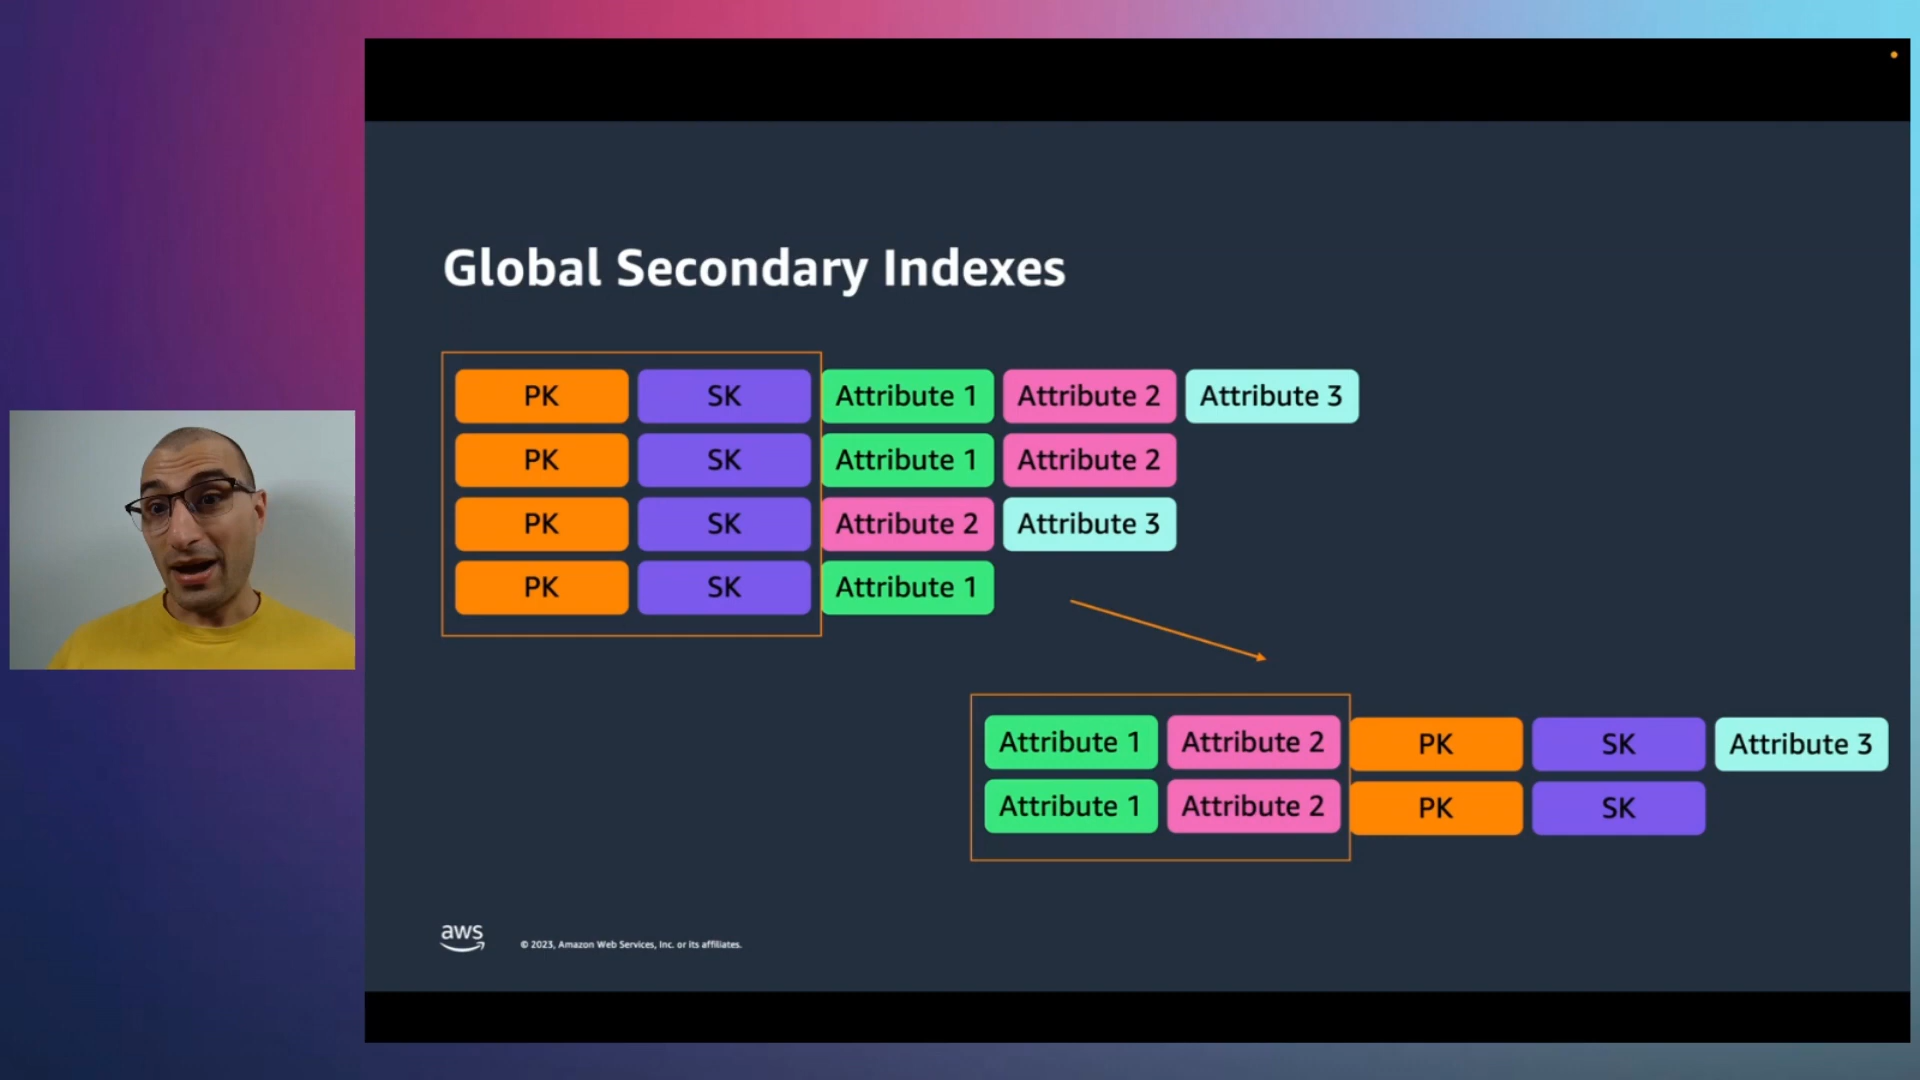 Global Secondary Indexes
PK SK Attribute 1 Attribute 2 Attribute 3
PK SK Attribute 1 Attribute 2
PK SK Attribute 2 Attribute 3
PK SK Attribute 1
Attribute 1 Attribute 2 PK SK Attribute 3
Attribute 1 Attribute 2 PK SK
aws
© 2023, Amazon Web Services, Inc. or its affiliates.